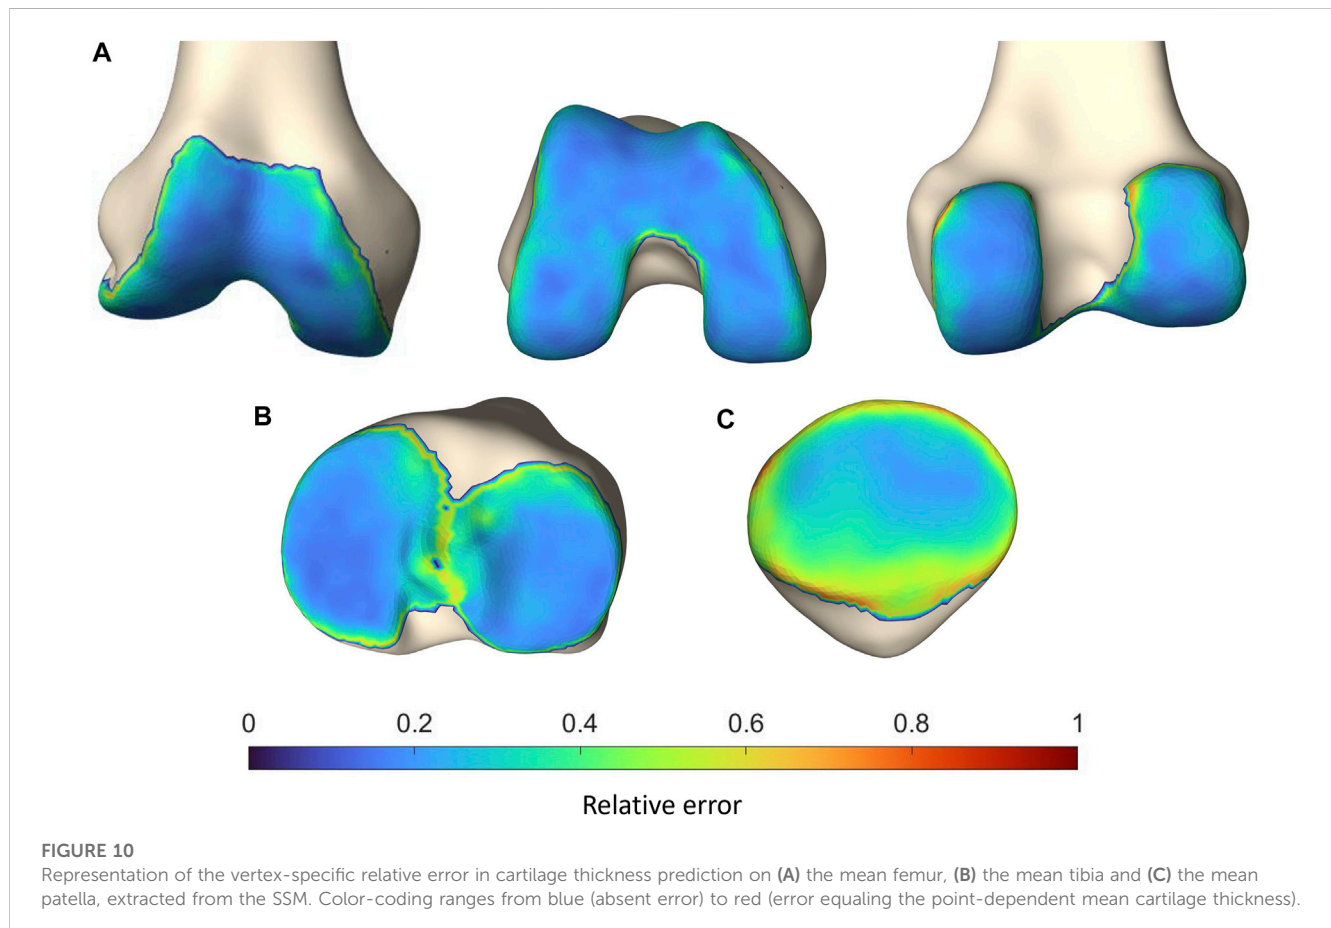 A
B
C
0 0.2 0.4 0.6 0.8 1
Relative error
FIGURE 10
Representation of the vertex-specific relative error in cartilage thickness prediction on (A) the mean femur, (B) the mean tibia and (C) the mean
patella, extracted from the SSM. Color-coding ranges from blue (absent error) to red (error equaling the point-dependent mean cartilage thickness).